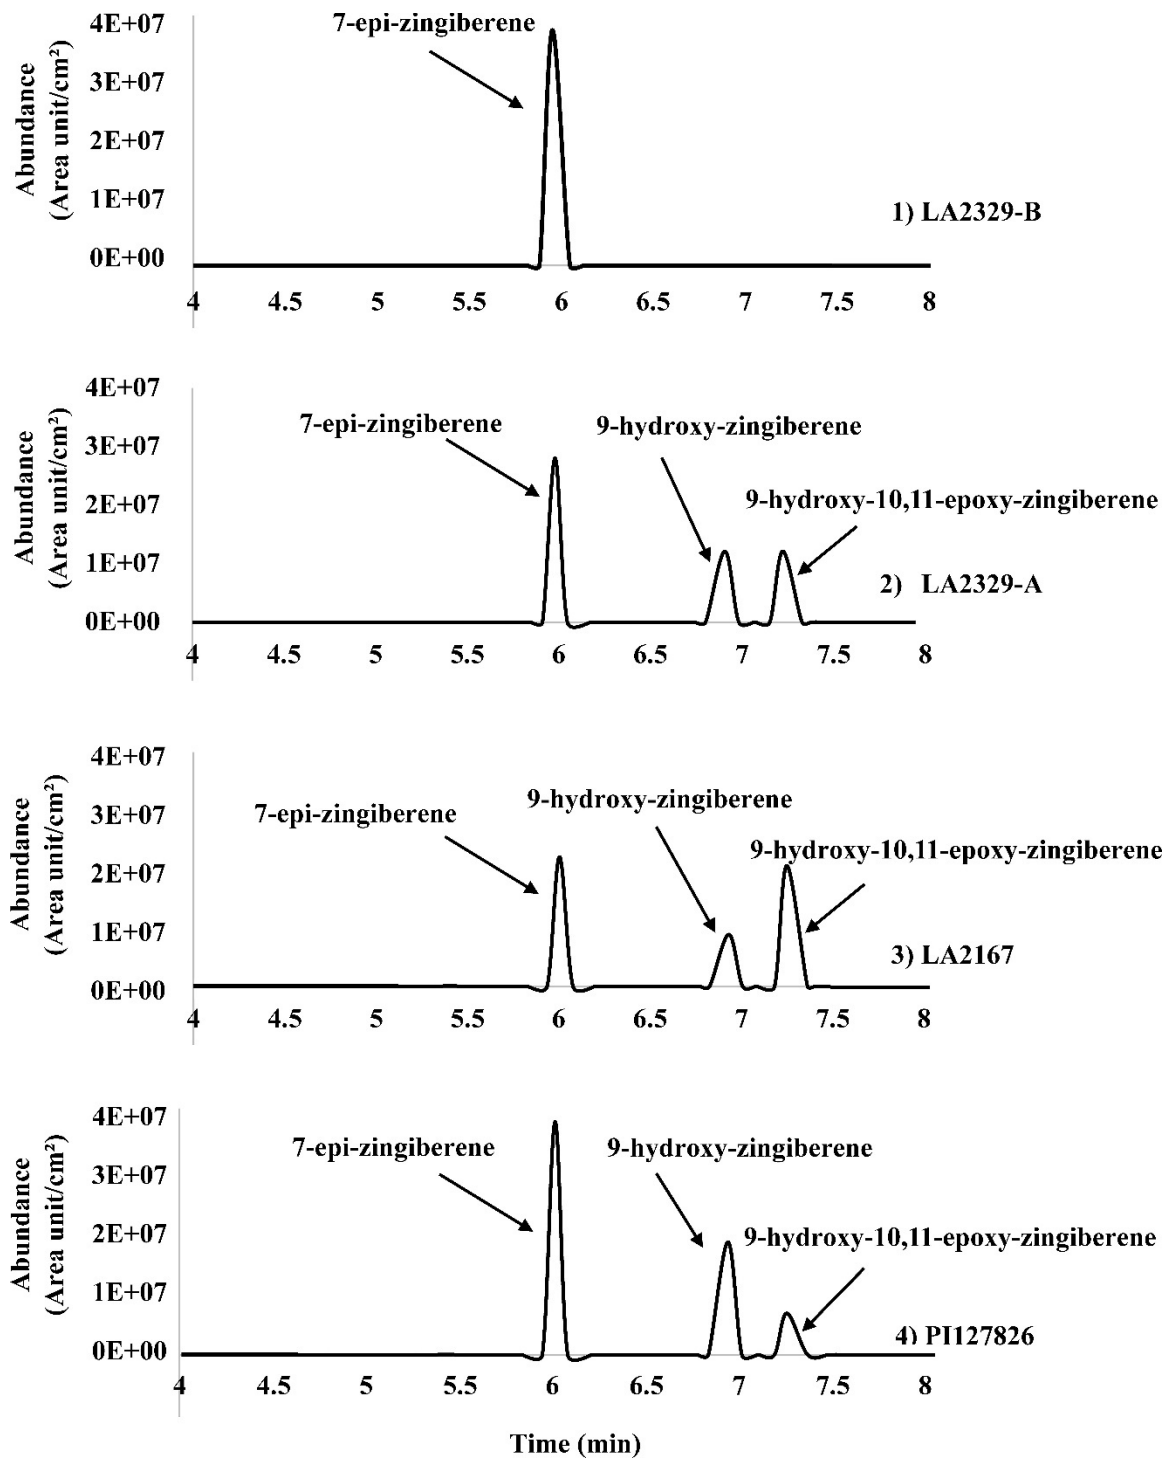 4E+07
7-epi-zingiberene
3E+07
2E+07
1E+07
0E+00
Abundance
(Area unit/cm²)
1) LA2329-B
4 4.5 5 5.5 6 6.5 7 7.5 8
4E+07
7-epi-zingiberene
9-hydroxy-zingiberene
3E+07
9-hydroxy-10,11-epoxy-zingiberene
2E+07
1E+07
0E+00
Abundance
(Area unit/cm²)
2) LA2329-A
4 4.5 5 5.5 6 6.5 7 7.5 8
4E+07
7-epi-zingiberene
9-hydroxy-zingiberene
3E+07
9-hydroxy-10,11-epoxy-zingiberene
2E+07
1E+07
0E+00
Abundance
(Area unit/cm²)
3) LA2167
4 4.5 5 5.5 6 6.5 7 7.5 8
4E+07
7-epi-zingiberene
9-hydroxy-zingiberene
3E+07
9-hydroxy-10,11-epoxy-zingiberene
2E+07
1E+07
0E+00
Abundance
(Area unit/cm²)
4) PI127826
4 4.5 5 5.5 6 6.5 7 7.5 8
Time (min)